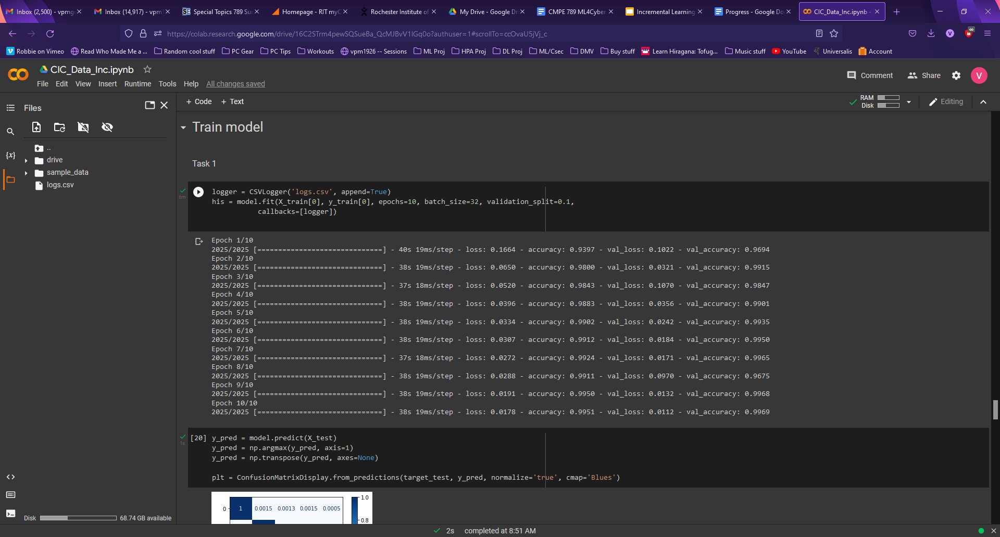 Inbox (2,500) - vpmg
Inbox (14,917) - vpm1
Special Topics 789 Sur
Homepage - RIT myC
Rochester Institute of
My Drive - Google Dr
CMPE 789 ML4Cyber
Incremental Learning
Progress - Google Do
CIC_Data_Inc.ipynb -
https://colab.research.google.com/drive/16C2STrm4pewSQSueBa_QcMJBvV1lGq0o?authuser=1#scrollTo=ccOvaU5jVj_c
Robbie on Vimeo
Read Who Made Me a ...
Random cool stuff
PC Gear
PC Tips
Workouts
vpm1926 -- Sessions
ML Proj
HPA Proj
DL Proj
ML/Csec
DMV
Buy stuff
Learn Hiragana: Tofug...
Music stuff
YouTube
Universalis
Account
CIC_Data_Inc.ipynb
File Edit View Insert Runtime Tools Help All changes saved
Comment
Share
V
Files
+ Code + Text
RAM
Disk
Editing
..
drive
sample_data
logs.csv
{x}
Train model
Task 1
6m
logger = CSVLogger('logs.csv', append=True)
his = model.fit(X_train[0], y_train[0], epochs=10, batch_size=32, validation_split=0.1,
callbacks=[logger])
Epoch 1/10
2025/2025 [==============================] - 40s 19ms/step - loss: 0.1664 - accuracy: 0.9397 - val_loss: 0.1022 - val_accuracy: 0.9694
Epoch 2/10
2025/2025 [==============================] - 38s 19ms/step - loss: 0.0650 - accuracy: 0.9800 - val_loss: 0.0321 - val_accuracy: 0.9915
Epoch 3/10
2025/2025 [==============================] - 37s 18ms/step - loss: 0.0520 - accuracy: 0.9843 - val_loss: 0.1070 - val_accuracy: 0.9847
Epoch 4/10
2025/2025 [==============================] - 38s 19ms/step - loss: 0.0396 - accuracy: 0.9883 - val_loss: 0.0356 - val_accuracy: 0.9901
Epoch 5/10
2025/2025 [==============================] - 38s 19ms/step - loss: 0.0334 - accuracy: 0.9902 - val_loss: 0.0242 - val_accuracy: 0.9935
Epoch 6/10
2025/2025 [==============================] - 38s 19ms/step - loss: 0.0307 - accuracy: 0.9912 - val_loss: 0.0184 - val_accuracy: 0.9950
Epoch 7/10
2025/2025 [==============================] - 37s 18ms/step - loss: 0.0272 - accuracy: 0.9924 - val_loss: 0.0171 - val_accuracy: 0.9965
Epoch 8/10
2025/2025 [==============================] - 38s 19ms/step - loss: 0.0288 - accuracy: 0.9911 - val_loss: 0.0970 - val_accuracy: 0.9675
Epoch 9/10
2025/2025 [==============================] - 38s 19ms/step - loss: 0.0191 - accuracy: 0.9950 - val_loss: 0.0132 - val_accuracy: 0.9968
Epoch 10/10
2025/2025 [==============================] - 38s 19ms/step - loss: 0.0178 - accuracy: 0.9951 - val_loss: 0.0112 - val_accuracy: 0.9969
1s
[20] y_pred = model.predict(X_test)
y_pred = np.argmax(y_pred, axis=1)
y_pred = np.transpose(y_pred, axes=None)
plt = ConfusionMatrixDisplay.from_predictions(target_test, y_pred, normalize='true', cmap='Blues')
1.0
0 1 0.0015 0.0013 0.0015 0.0005
0.8
Disk 68.74 GB available
2s completed at 8:51 AM